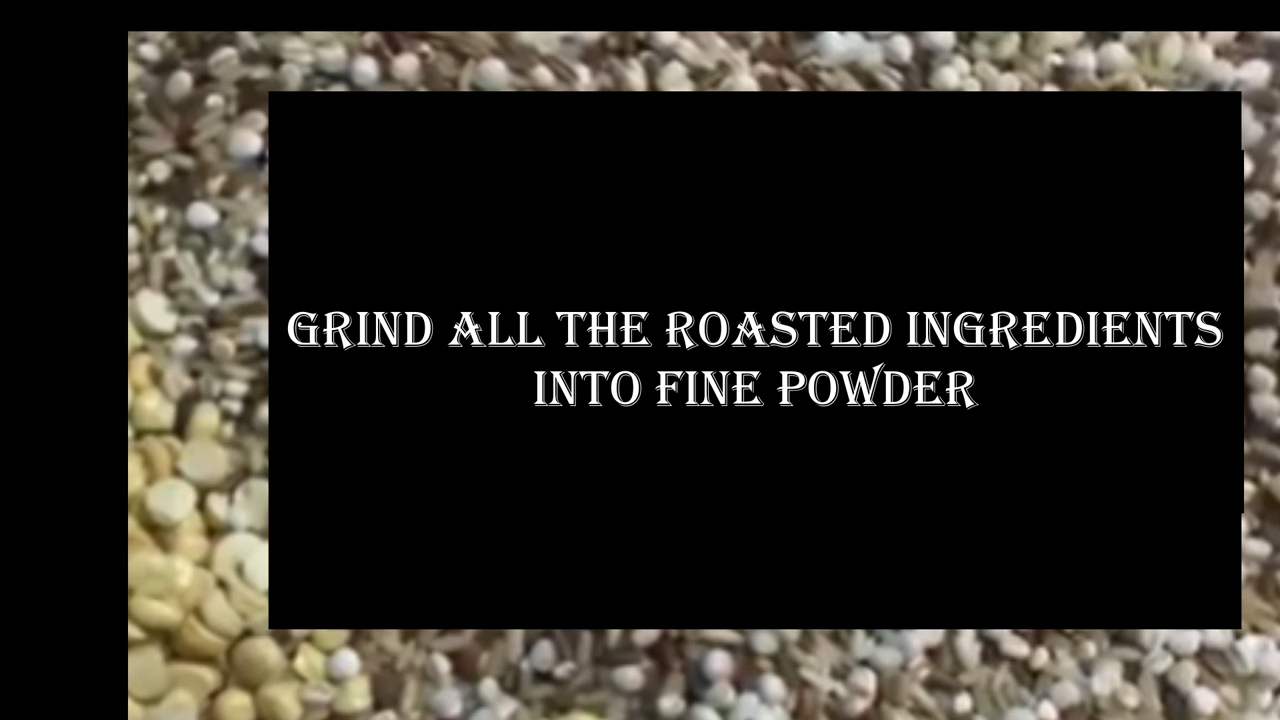 GRIND ALL THE ROASTED INGREDIENTS
INTO FINE POWDER